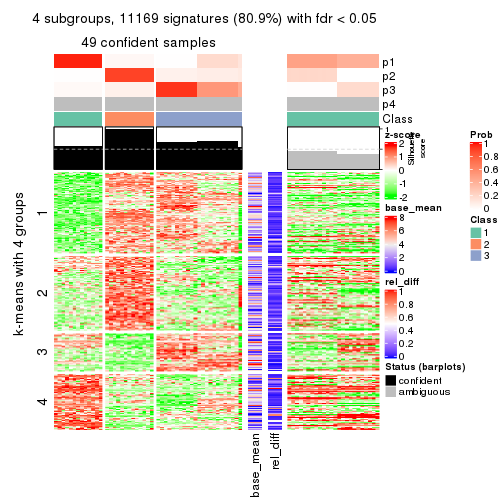 4 subgroups, 11169 signatures (80.9%) with fdr < 0.05
49 confident samples
p1
p2
p3
p4
Class
1
Silhouette
score
k-means with 4 groups
1
2
3
4
base_mean
rel_diff
z-score
2
1
0
-1
-2
base_mean
8
6
4
2
0
rel_diff
1
0.8
0.6
0.4
0.2
0
Status (barplots)
confident
ambiguous
Prob
1
0.8
0.6
0.4
0.2
0
Class
1
2
3